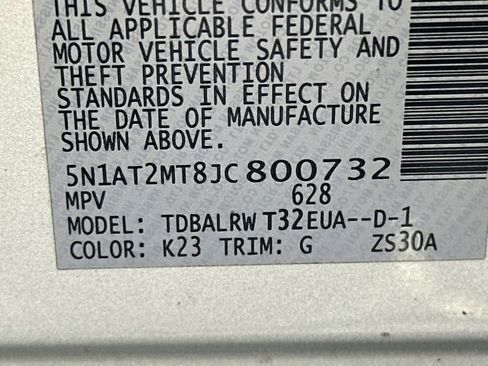 THIS VEHICLE CONFORMS TO
ALL APPLICABLE FEDERAL
MOTOR VEHICLE SAFETY AND
THEFT PREVENTION
STANDARDS IN EFFECT ON
THE DATE OF MANUFACTURE
SHOWN ABOVE.
5N1AT2MT8JC800732
MPV 628
MODEL: TDBALRW T32EUA--D-1
COLOR: K23 TRIM: G ZS30A